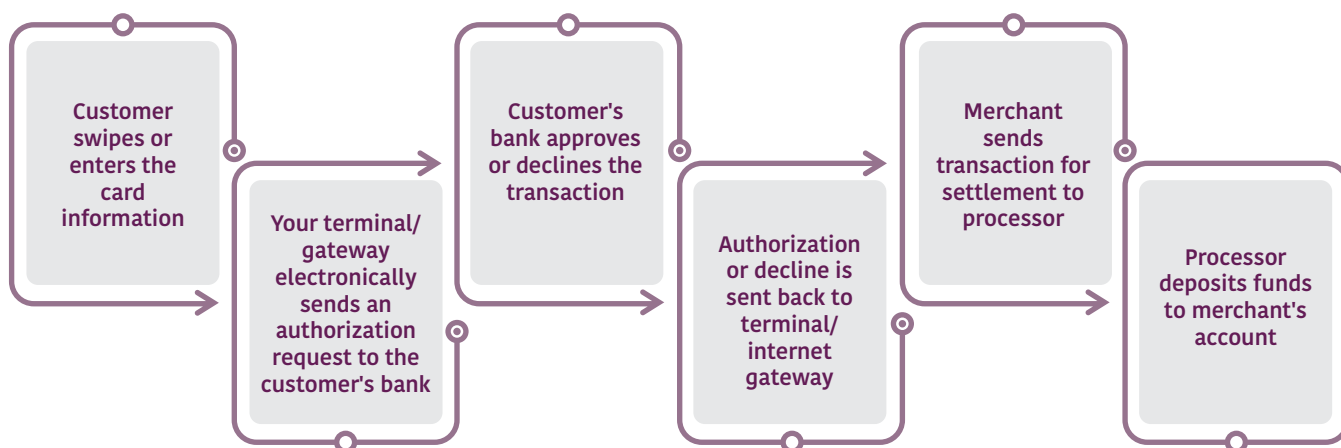 Customer
swipes or
enters the
card
information
Your terminal/
gateway
electronically
sends an
authorization
request to the
customer's bank
Customer's
bank approves
or declines the
transaction
Authorization
or decline is
sent back to
terminal/
internet
gateway
Merchant
sends
transaction for
settlement to
processor
Processor
deposits funds
to merchant's
account